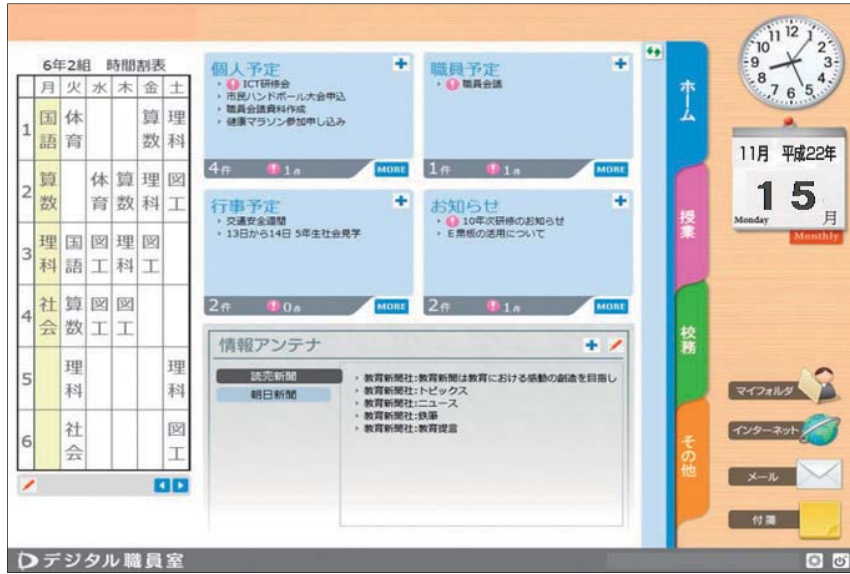 6年2組 時間割表
月 火 水 木 金 土
1 国語 体育 算数 理科
2 算数 体育 算数 理科 図工
3 理科 国語 図工 理科 図工
4 社会 算数 図工 図工
5 理科 理科
6 社会 図工
個人予定
ICT研修会
市民ハンドボール大会申込
職員会議資料作成
健康マラソン参加申し込み
4件 1件 MORE
職員予定
職員会議
1件 1件 MORE
行事予定
交通安全週間
13日から14日 5年生社会見学
2件 0件 MORE
お知らせ
10年次研修のお知らせ
E黒板の活用について
2件 1件 MORE
情報アンテナ
読売新聞
朝日新聞
教育新聞社:教育新聞は教育における感動の創造を目指し
教育新聞社:トピックス
教育新聞社:ニュース
教育新聞社:鉄筆
教育新聞社:教育提言
ホーム
授業
校務
その他
12 1 2 3 4 5 6 7 8 9 10 11
11月 平成22年
15
Monday 月
Monthly
マイフォルダ
インターネット
メール
付箋
デジタル職員室